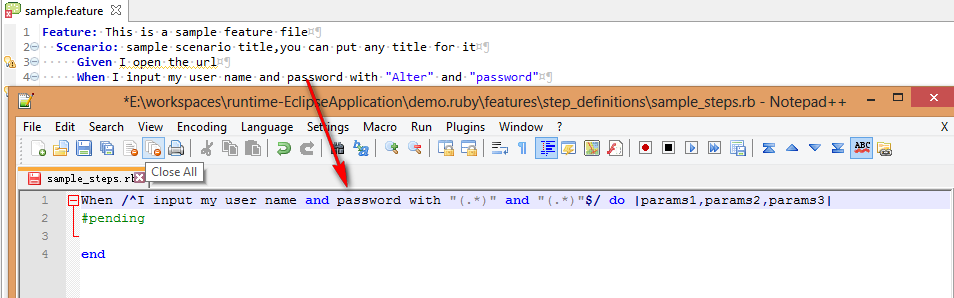 sample.feature
1 Feature: This is a sample feature file
2 Scenario: sample scenario title,you can put any title for it
3 Given I open the url
4 When I input my user name and password with "Alter" and "password"
*E:\workspaces\runtime-EclipseApplication\demo.ruby\features\step_definitions\sample_steps.rb - Notepad++
File Edit Search View Encoding Language Settings Macro Run Plugins Window ? X
ABC
Close All
sample_steps.rb
1 When /^I input my user name and password with "(.*)" and "(.*)"$/ do |params1,params2,params3|
2 #pending
3
4 end